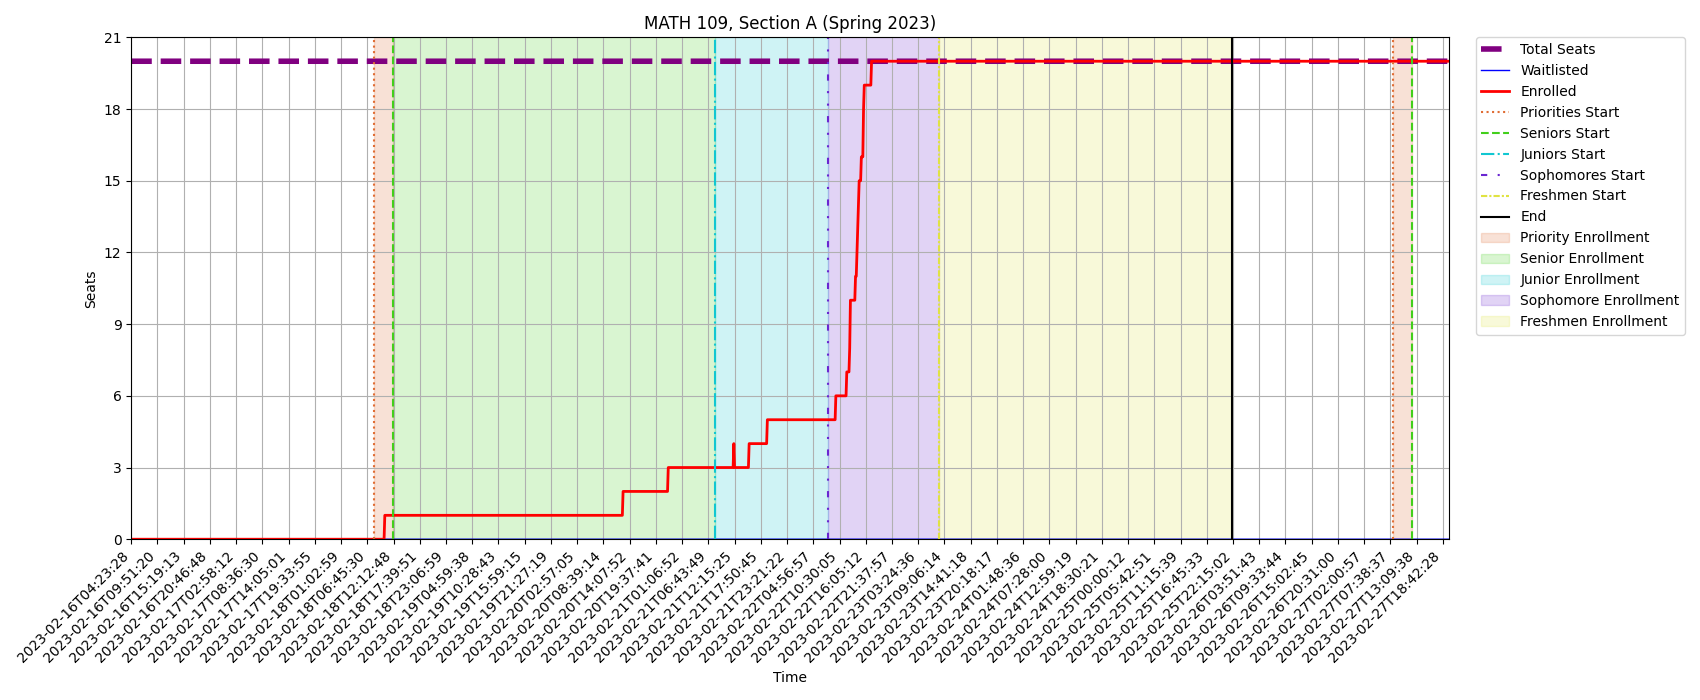 MATH 109, Section A (Spring 2023)
21
18
15
12
9
6
3
0
Seats
2023-02-16T04:23:28
2023-02-16T09:51:20
2023-02-16T15:19:13
2023-02-16T20:46:48
2023-02-17T02:58:12
2023-02-17T08:36:30
2023-02-17T14:05:01
2023-02-17T19:33:55
2023-02-18T01:02:59
2023-02-18T06:45:30
2023-02-18T12:12:48
2023-02-18T17:39:51
2023-02-18T23:06:59
2023-02-19T04:59:38
2023-02-19T10:28:43
2023-02-19T15:59:15
2023-02-19T21:27:19
2023-02-20T02:57:05
2023-02-20T08:39:14
2023-02-20T14:07:52
2023-02-20T19:37:41
2023-02-21T01:06:52
2023-02-21T06:43:49
2023-02-21T12:15:25
2023-02-21T17:50:45
2023-02-21T23:21:22
2023-02-22T04:56:57
2023-02-22T10:30:05
2023-02-22T16:05:12
2023-02-22T21:37:57
2023-02-23T03:24:36
2023-02-23T09:06:14
2023-02-23T14:41:18
2023-02-23T20:18:17
2023-02-24T01:48:36
2023-02-24T07:28:00
2023-02-24T12:59:19
2023-02-24T18:30:21
2023-02-25T00:00:12
2023-02-25T05:42:51
2023-02-25T11:15:39
2023-02-25T16:45:33
2023-02-25T22:15:02
2023-02-26T03:51:43
2023-02-26T09:33:44
2023-02-26T15:02:45
2023-02-26T20:31:00
2023-02-27T02:00:57
2023-02-27T07:38:37
2023-02-27T13:09:38
2023-02-27T18:42:28
Time
Total Seats
Waitlisted
Enrolled
Priorities Start
Seniors Start
Juniors Start
Sophomores Start
Freshmen Start
End
Priority Enrollment
Senior Enrollment
Junior Enrollment
Sophomore Enrollment
Freshmen Enrollment